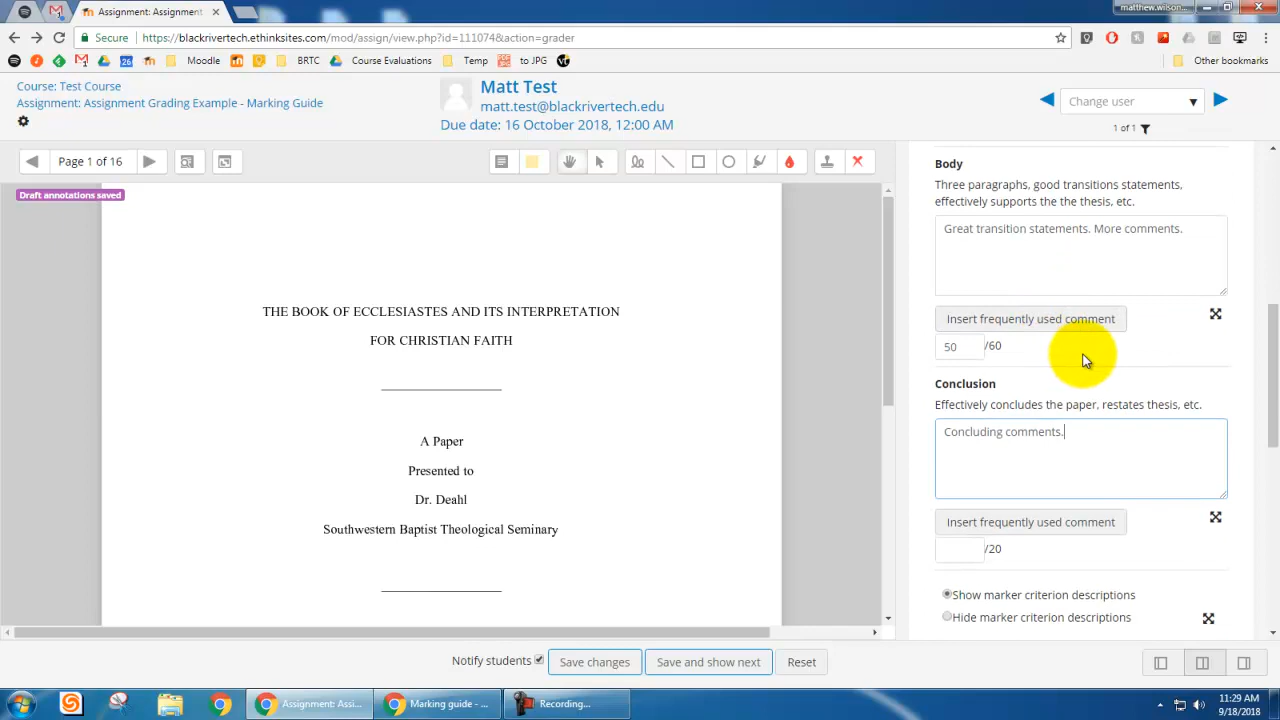 Assignment: Assignment
matthew.wilson...
Secure
https://blackrivertech.ethinksites.com/mod/assign/view.php?id=111074&action=grader
Moodle
BRTC
Course Evaluations
Temp
to JPG
Other bookmarks
Course: Test Course
Assignment: Assignment Grading Example - Marking Guide
Matt Test
matt.test@blackrivertech.edu
Due date: 16 October 2018, 12:00 AM
Change user
1 of 1
Page 1 of 16
Draft annotations saved
THE BOOK OF ECCLESIASTES AND ITS INTERPRETATION
FOR CHRISTIAN FAITH
A Paper
Presented to
Dr. Deahl
Southwestern Baptist Theological Seminary
Body
Three paragraphs, good transitions statements,
effectively supports the the thesis, etc.
Great transition statements. More comments.
Insert frequently used comment
50 /60
Conclusion
Effectively concludes the paper, restates thesis, etc.
Concluding comments.
Insert frequently used comment
/20
Show marker criterion descriptions
Hide marker criterion descriptions
Notify students
Save changes
Save and show next
Reset
Assignment: Assi...
Marking guide - ...
Recording...
11:29 AM
9/18/2018